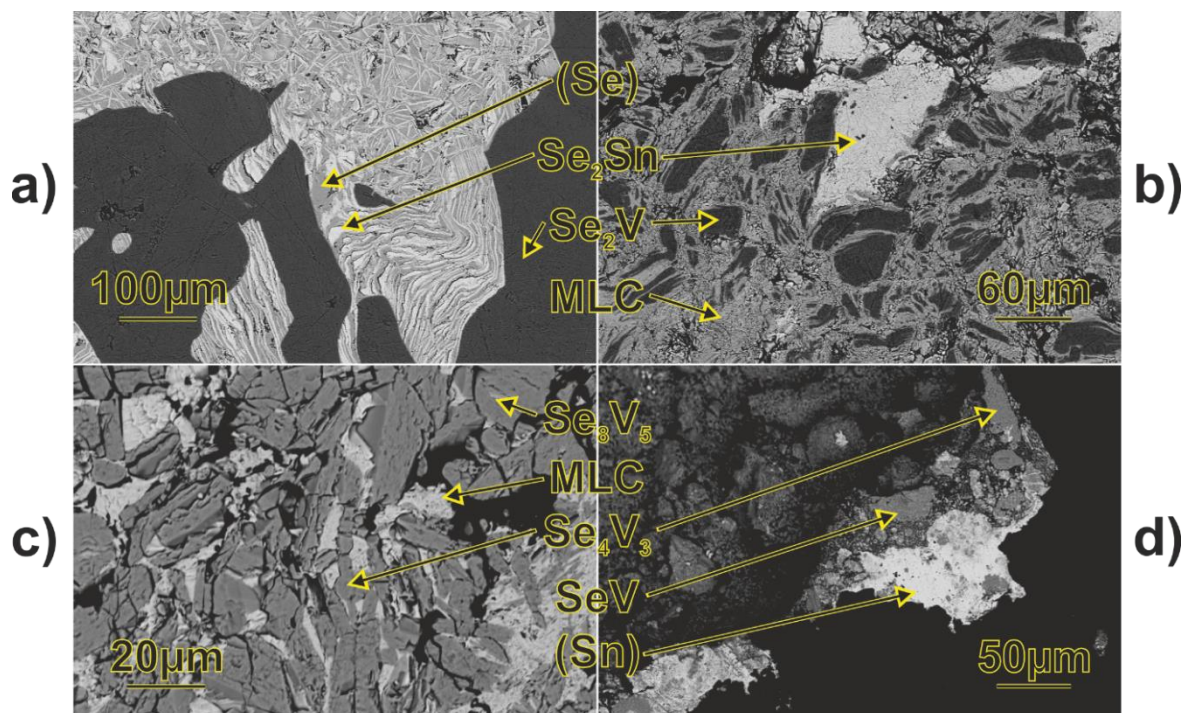 a)
b)
(Se)
Se₂Sn
Se₂V
MLC
100µm
60µm
c)
d)
Se₈V₅
MLC
Se₄V₃
SeV
(Sn)
20µm
50µm